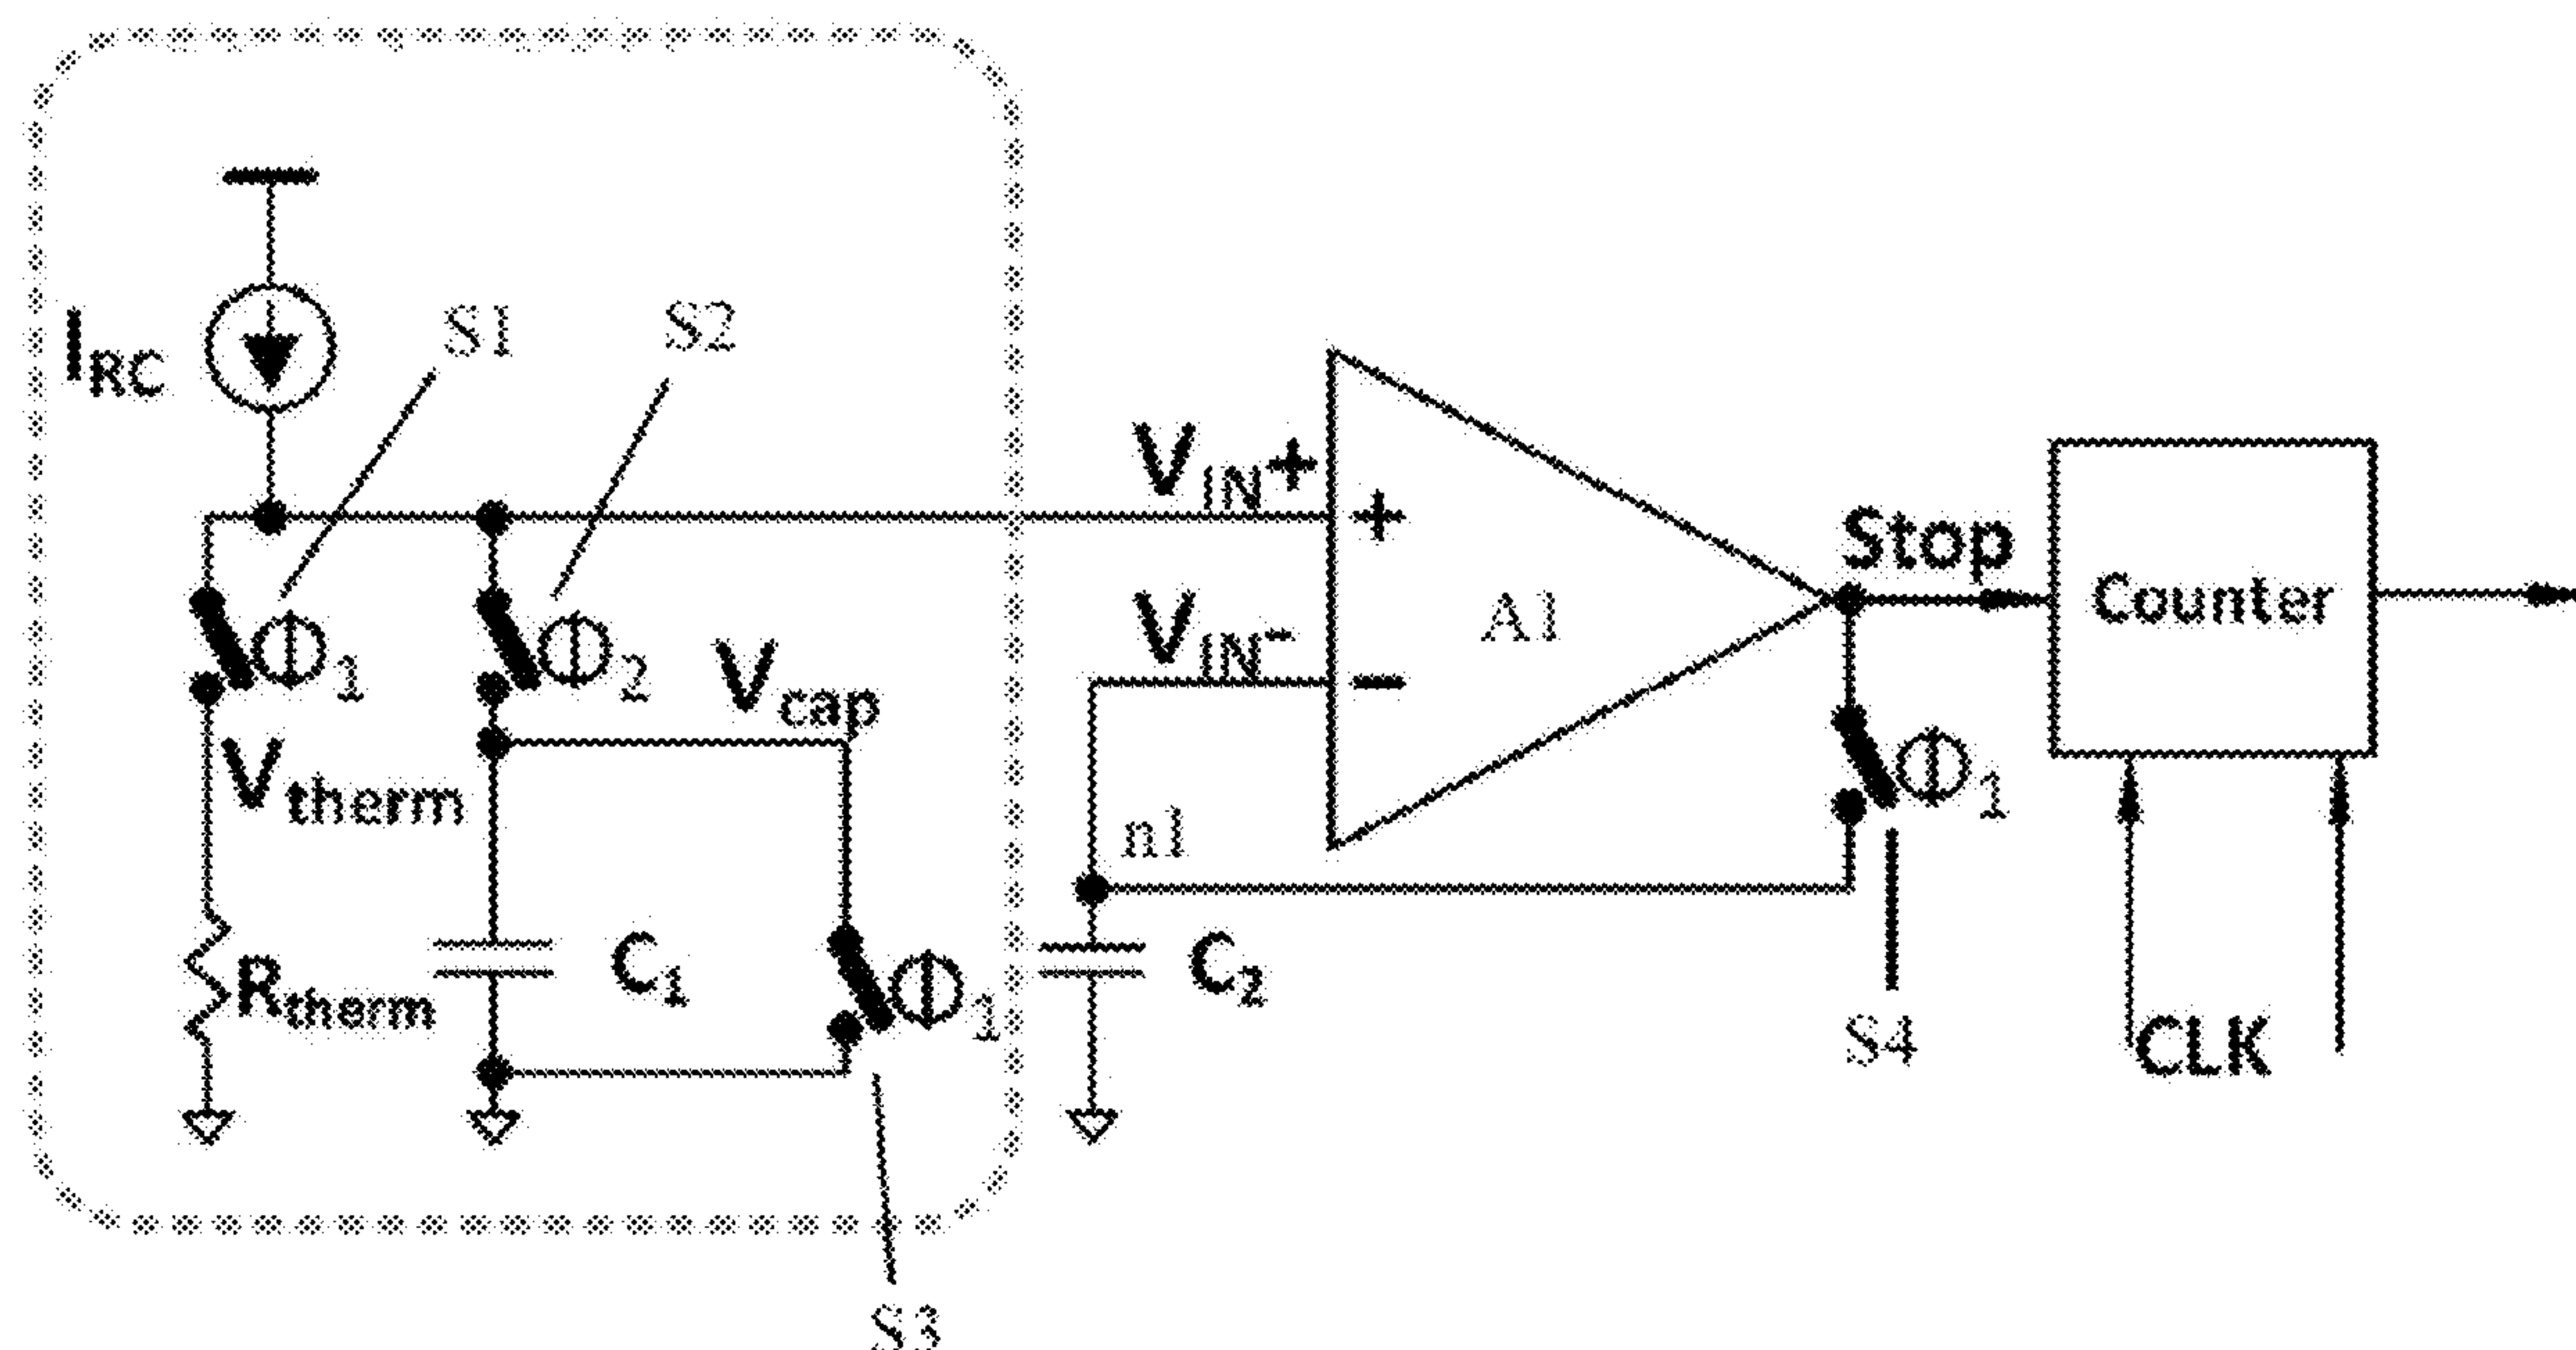 S1
S2
I_RC
V_IN+
+
Stop
V_IN-
A1
Counter
Φ_1
Φ_2
V_cap
−
Φ_1
V_therm
n1
C_1
Φ_1
C_2
R_therm
S4
CLK
S3